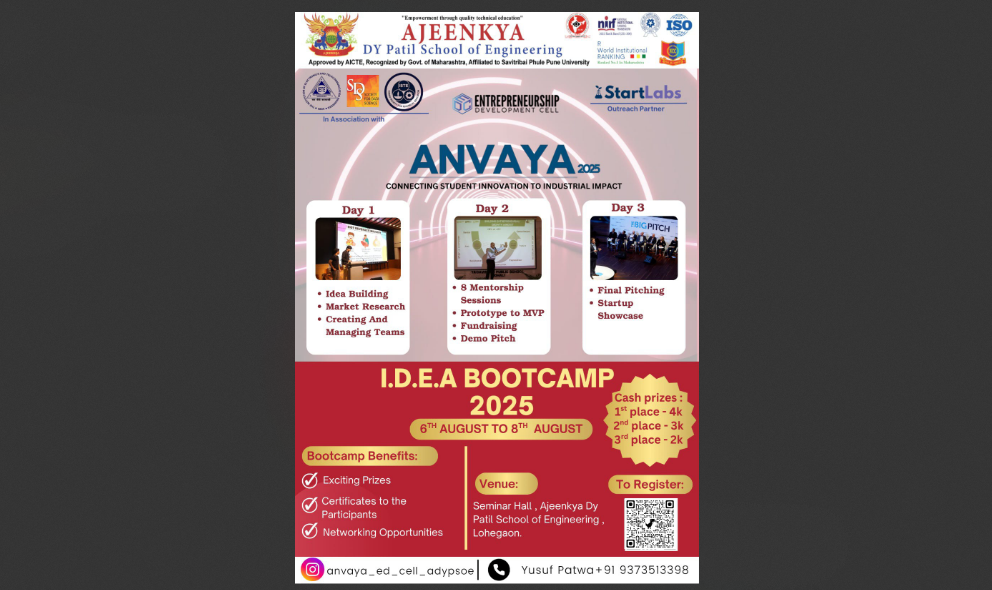 "Empowerment through quality technical education"
AJEENKYA
DY Patil School of Engineering
Approved by AICTE, Recognized by Govt. of Maharashtra, Affiliated to Savitribai Phule Pune University
nirf
ISO
World Institutional
RANKING
In Association with
ENTREPRENEURSHIP
DEVELOPMENT CELL
StartLabs
Outreach Partner
ANVAYA 2025
CONNECTING STUDENT INNOVATION TO INDUSTRIAL IMPACT
Day 1
• Idea Building
• Market Research
• Creating And
Managing Teams
Day 2
• 8 Mentorship
Sessions
• Prototype to MVP
• Fundraising
• Demo Pitch
Day 3
BIGPITCH
• Final Pitching
• Startup
Showcase
I.D.E.A BOOTCAMP
2025
6TH AUGUST TO 8TH AUGUST
Cash prizes :
1st place - 4k
2nd place - 3k
3rd place - 2k
Bootcamp Benefits:
Exciting Prizes
Certificates to the
Participants
Networking Opportunities
Venue:
Seminar Hall , Ajeenkya Dy
Patil School of Engineering ,
Lohegaon.
To Register:
anvaya_ed_cell_adypsoe
Yusuf Patwa+91 9373513398